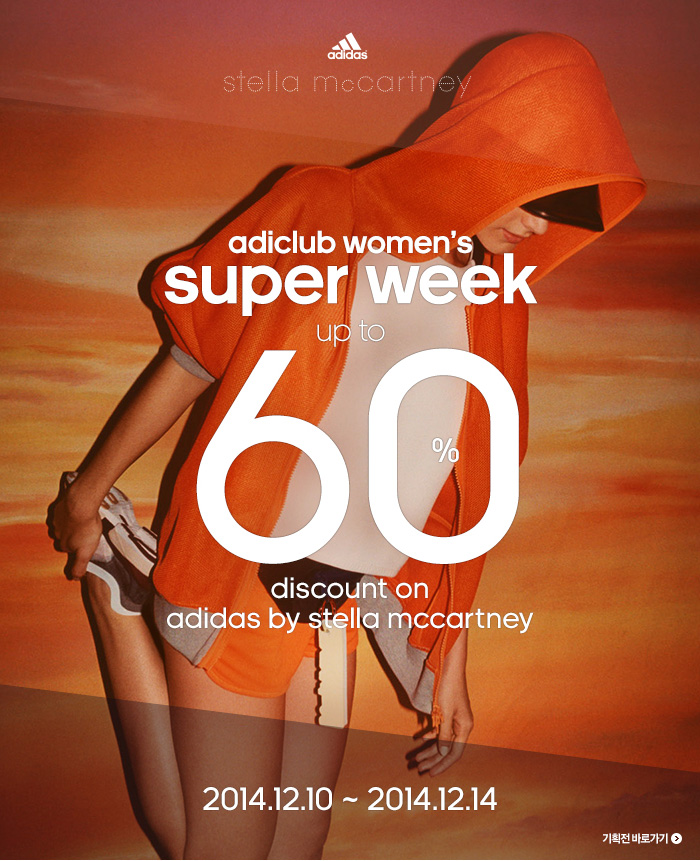 adidas
stella mccartney
adiclub women's
super week
up to
60%
discount on
adidas by stella mccartney
2014.12.10 ~ 2014.12.14
기획전 바로가기